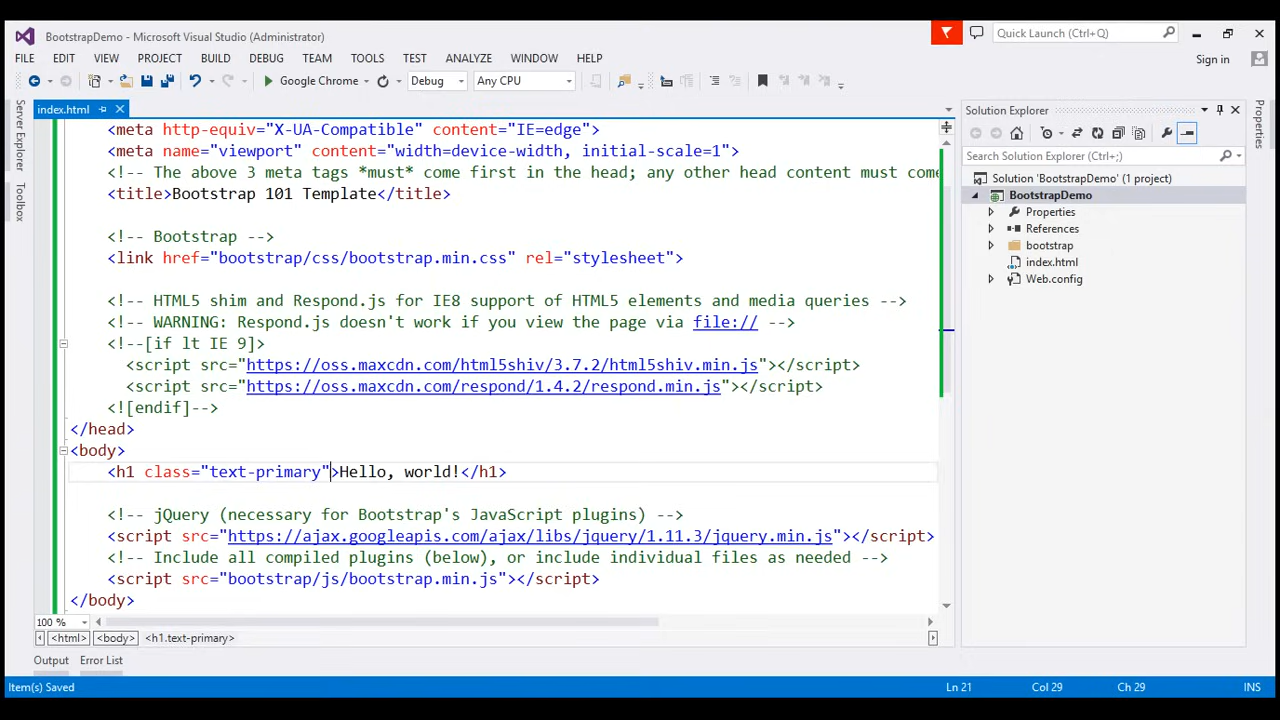 BootstrapDemo - Microsoft Visual Studio (Administrator)
Quick Launch (Ctrl+Q)
FILE EDIT VIEW PROJECT BUILD DEBUG TEAM TOOLS TEST ANALYZE WINDOW HELP
Sign in
Google Chrome Debug Any CPU
Server Explorer
Toolbox
index.html
<meta http-equiv="X-UA-Compatible" content="IE=edge">
<meta name="viewport" content="width=device-width, initial-scale=1">
<!-- The above 3 meta tags *must* come first in the head; any other head content must come
<title>Bootstrap 101 Template</title>
<!-- Bootstrap -->
<link href="bootstrap/css/bootstrap.min.css" rel="stylesheet">
<!-- HTML5 shim and Respond.js for IE8 support of HTML5 elements and media queries -->
<!-- WARNING: Respond.js doesn't work if you view the page via file:// -->
<!--[if lt IE 9]>
<script src="https://oss.maxcdn.com/html5shiv/3.7.2/html5shiv.min.js"></script>
<script src="https://oss.maxcdn.com/respond/1.4.2/respond.min.js"></script>
<![endif]-->
</head>
<body>
<h1 class="text-primary">Hello, world!</h1>
<!-- jQuery (necessary for Bootstrap's JavaScript plugins) -->
<script src="https://ajax.googleapis.com/ajax/libs/jquery/1.11.3/jquery.min.js"></script>
<!-- Include all compiled plugins (below), or include individual files as needed -->
<script src="bootstrap/js/bootstrap.min.js"></script>
</body>
100 %
<html> <body> <h1.text-primary>
Output Error List
Solution Explorer
Search Solution Explorer (Ctrl+;)
Solution 'BootstrapDemo' (1 project)
BootstrapDemo
Properties
References
bootstrap
index.html
Web.config
Properties
Item(s) Saved Ln 21 Col 29 Ch 29 INS